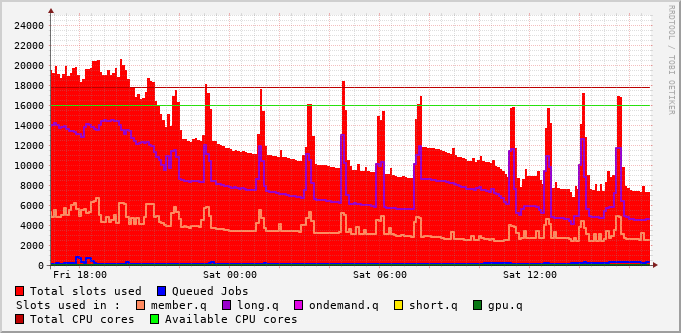 RRDTOOL / TOBI OETIKER
24000
22000
20000
18000
16000
14000
12000
10000
8000
6000
4000
2000
0
Fri 18:00 Sat 00:00 Sat 06:00 Sat 12:00
Total slots used Queued Jobs
Slots used in : member.q long.q ondemand.q short.q gpu.q
Total CPU cores Available CPU cores